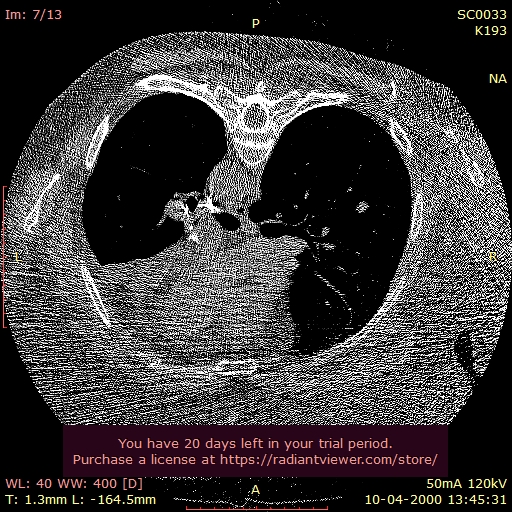 Im: 7/13
SC0033
K193
P
NA
L
R
You have 20 days left in your trial period.
Purchase a license at https://radiantviewer.com/store/
WL: 40 WW: 400 [D]
T: 1.3mm L: -164.5mm
A
50mA 120kV
10-04-2000 13:45:31